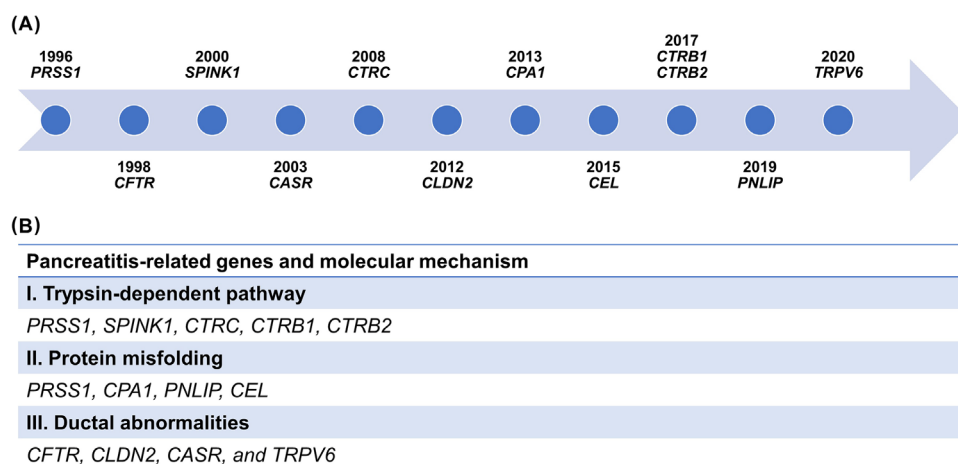 (A)
1996
PRSS1
2000
SPINK1
2008
CTRC
2013
CPA1
2017
CTRB1
CTRB2
2020
TRPV6
1998
CFTR
2003
CASR
2012
CLDN2
2015
CEL
2019
PNLIP
(B)
Pancreatitis-related genes and molecular mechanism
I. Trypsin-dependent pathway
PRSS1, SPINK1, CTRC, CTRB1, CTRB2
II. Protein misfolding
PRSS1, CPA1, PNLIP, CEL
III. Ductal abnormalities
CFTR, CLDN2, CASR, and TRPV6